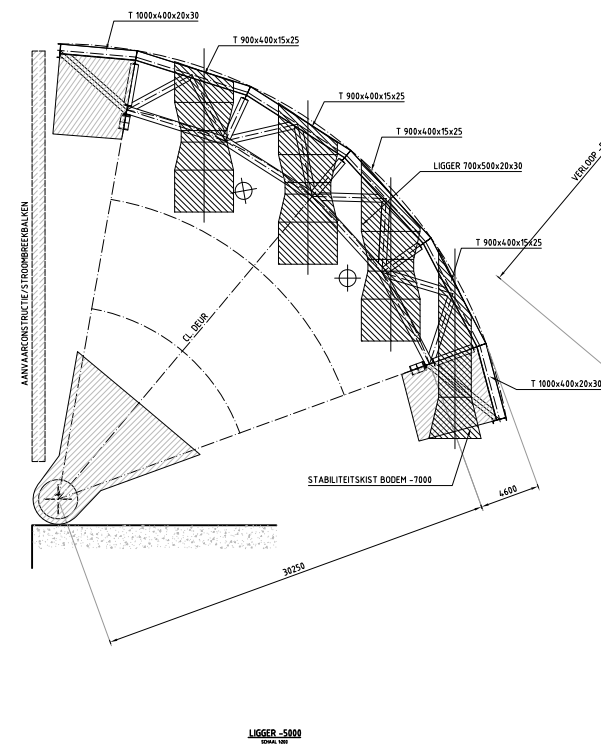 T 1000x400x20x30
T 900x400x15x25
T 900x400x15x25
T 900x400x15x25
LIGGER 700x500x20x30
VERLOOP
T 900x400x15x25
AANVAARCONSTRUCTIE/STROOMBREEKBALKEN
CL. DEUR
T 1000x400x20x30
STABILITEITSKIST BODEM -7000
4600
30250
LIGGER -5000